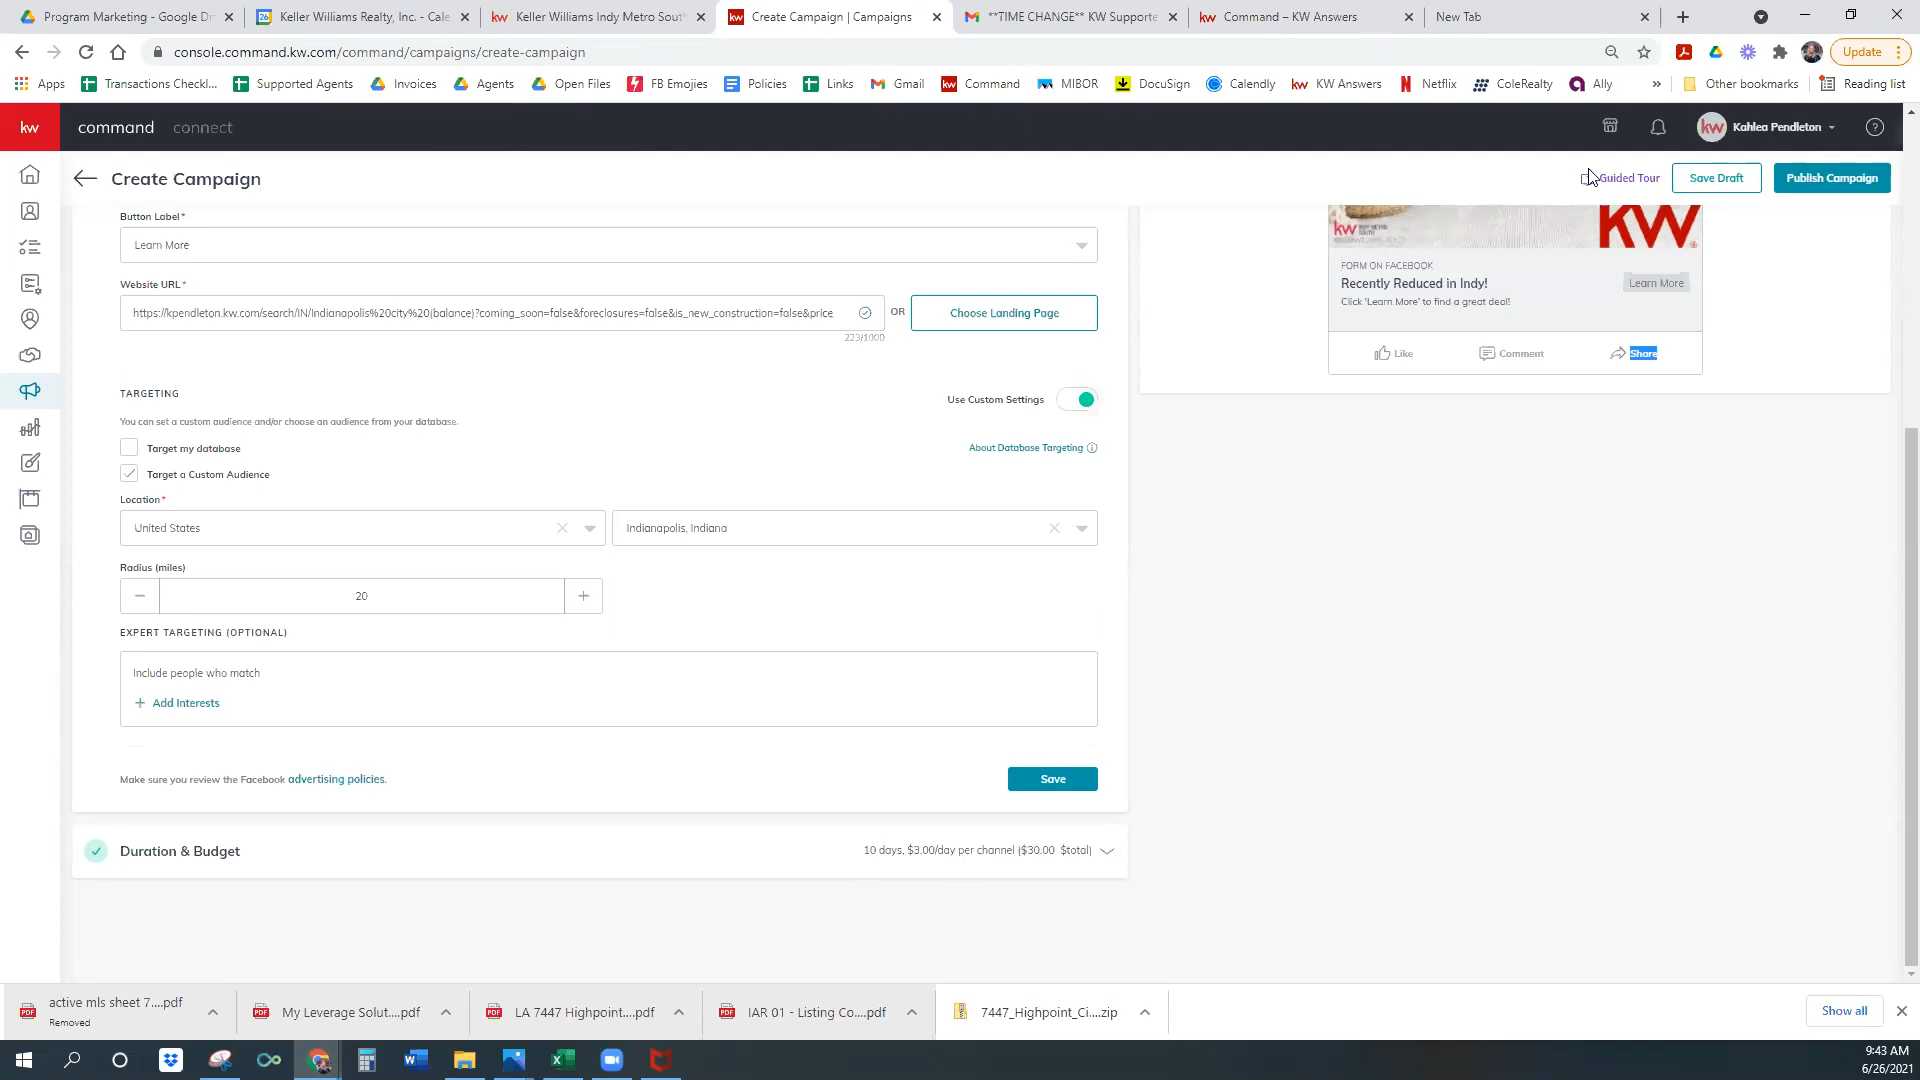 Program Marketing - Google Dr
Keller Williams Realty, Inc. - Cale
Keller Williams Indy Metro Sout
Create Campaign | Campaigns
**TIME CHANGE** KW Supporte
Command – KW Answers
New Tab
console.command.kw.com/command/campaigns/create-campaign
Update
Apps
Transactions Checkl...
Supported Agents
Invoices
Agents
Open Files
FB Emojies
Policies
Links
Gmail
Command
MIBOR
DocuSign
Calendly
KW Answers
Netflix
ColeRealty
Ally
»
Other bookmarks
Reading list
kw
command
connect
kw
Kahlea Pendleton
Create Campaign
Guided Tour
Save Draft
Publish Campaign
Button Label*
Learn More
Website URL*
https://kpendleton.kw.com/search/IN/Indianapolis%20city%20(balance)?coming_soon=false&foreclosures=false&is_new_construction=false&price
OR
Choose Landing Page
223/1000
TARGETING
Use Custom Settings
You can set a custom audience and/or choose an audience from your database.
Target my database
About Database Targeting
Target a Custom Audience
Location*
United States
Indianapolis, Indiana
Radius (miles)
20
EXPERT TARGETING (OPTIONAL)
Include people who match
+ Add Interests
Make sure you review the Facebook advertising policies.
Save
Duration & Budget
10 days, $3.00/day per channel ($30.00 $total)
kw INDY METRO SOUTH
KW
FORM ON FACEBOOK
Recently Reduced in Indy!
Learn More
Click 'Learn More' to find a great deal!
Like
Comment
Share
active mls sheet 7....pdf
Removed
My Leverage Solut....pdf
LA 7447 Highpoint....pdf
IAR 01 - Listing Co....pdf
7447_Highpoint_Ci....zip
Show all
9:43 AM
6/26/2021